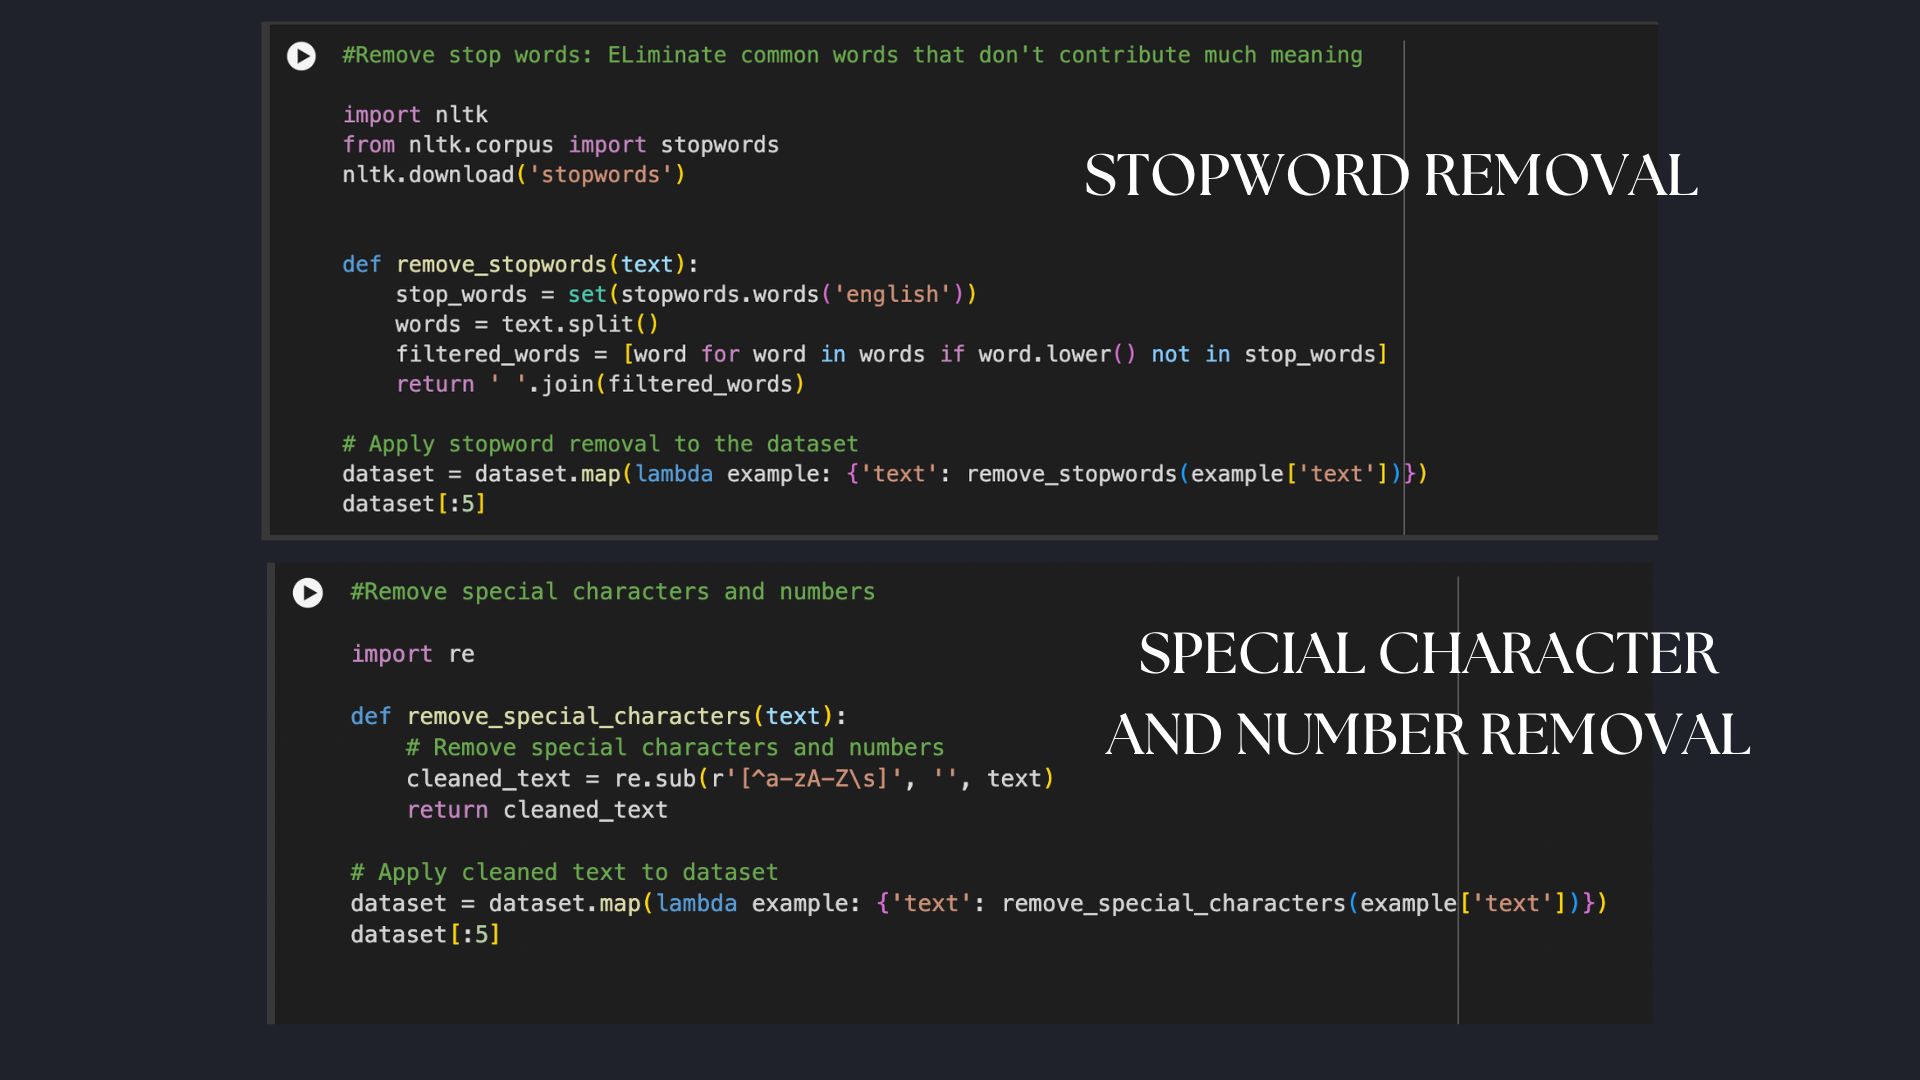 #Remove stop words: ELiminate common words that don't contribute much meaning
import nltk
from nltk.corpus import stopwords
nltk.download('stopwords')
STOPWORD REMOVAL
def remove_stopwords(text):
    stop_words = set(stopwords.words('english'))
    words = text.split()
    filtered_words = [word for word in words if word.lower() not in stop_words]
    return ' '.join(filtered_words)
# Apply stopword removal to the dataset
dataset = dataset.map(lambda example: {'text': remove_stopwords(example['text'])})
dataset[:5]
#Remove special characters and numbers
import re
SPECIAL CHARACTER
AND NUMBER REMOVAL
def remove_special_characters(text):
    # Remove special characters and numbers
    cleaned_text = re.sub(r'[^a-zA-Z\s]', '', text)
    return cleaned_text
# Apply cleaned text to dataset
dataset = dataset.map(lambda example: {'text': remove_special_characters(example['text'])})
dataset[:5]